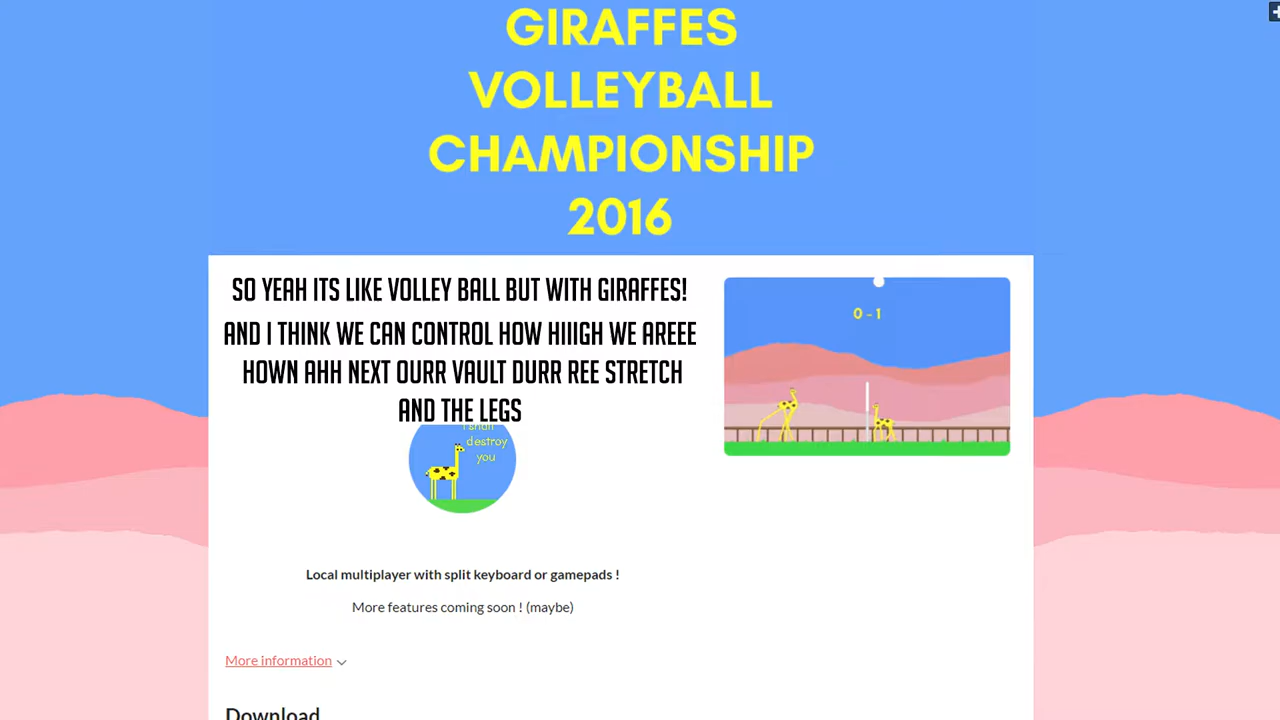 GIRAFFES
VOLLEYBALL
CHAMPIONSHIP
2016
SO YEAH ITS LIKE VOLLEY BALL BUT WITH GIRAFFES!
AND I THINK WE CAN CONTROL HOW HIIIGH WE AREEE
HOWN AHH NEXT OURR VAULT DURR REE STRETCH
AND THE LEGS
0 - 1
I shall
destroy
you
Local multiplayer with split keyboard or gamepads !
More features coming soon ! (maybe)
More information
Download